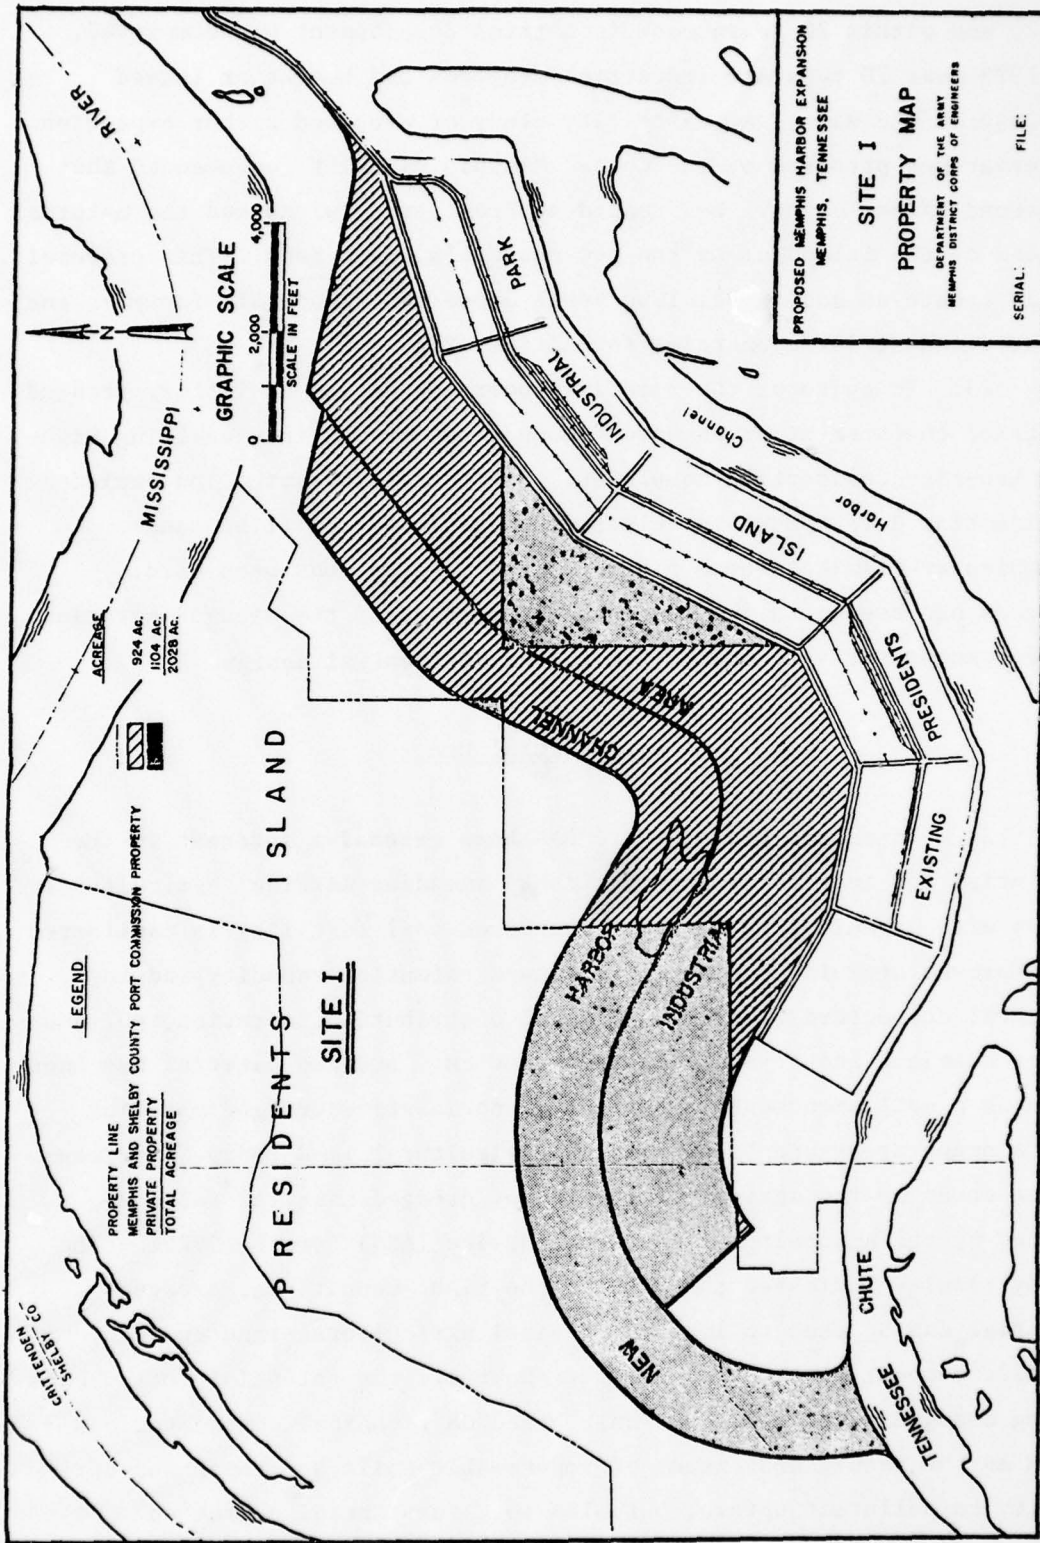 CRITTENDEN
SHELBY CO
MISSISSIPPI RIVER
LEGEND
ACREAGE
PROPERTY LINE
MEMPHIS AND SHELBY COUNTY PORT COMMISSION PROPERTY 924 Ac.
PRIVATE PROPERTY 1104 Ac.
TOTAL ACREAGE 2028 Ac.
N
GRAPHIC SCALE
0 2,000 4,000
SCALE IN FEET
PRESIDENTS ISLAND
SITE I
NEW HARBOR CHANNEL
INDUSTRIAL AREA
EXISTING PRESIDENTS ISLAND INDUSTRIAL PARK
Harbor Channel
TENNESSEE CHUTE
PROPOSED MEMPHIS HARBOR EXPANSION
MEMPHIS, TENNESSEE
SITE I
PROPERTY MAP
DEPARTMENT OF THE ARMY
MEMPHIS DISTRICT CORPS OF ENGINEERS
SERIAL: FILE: